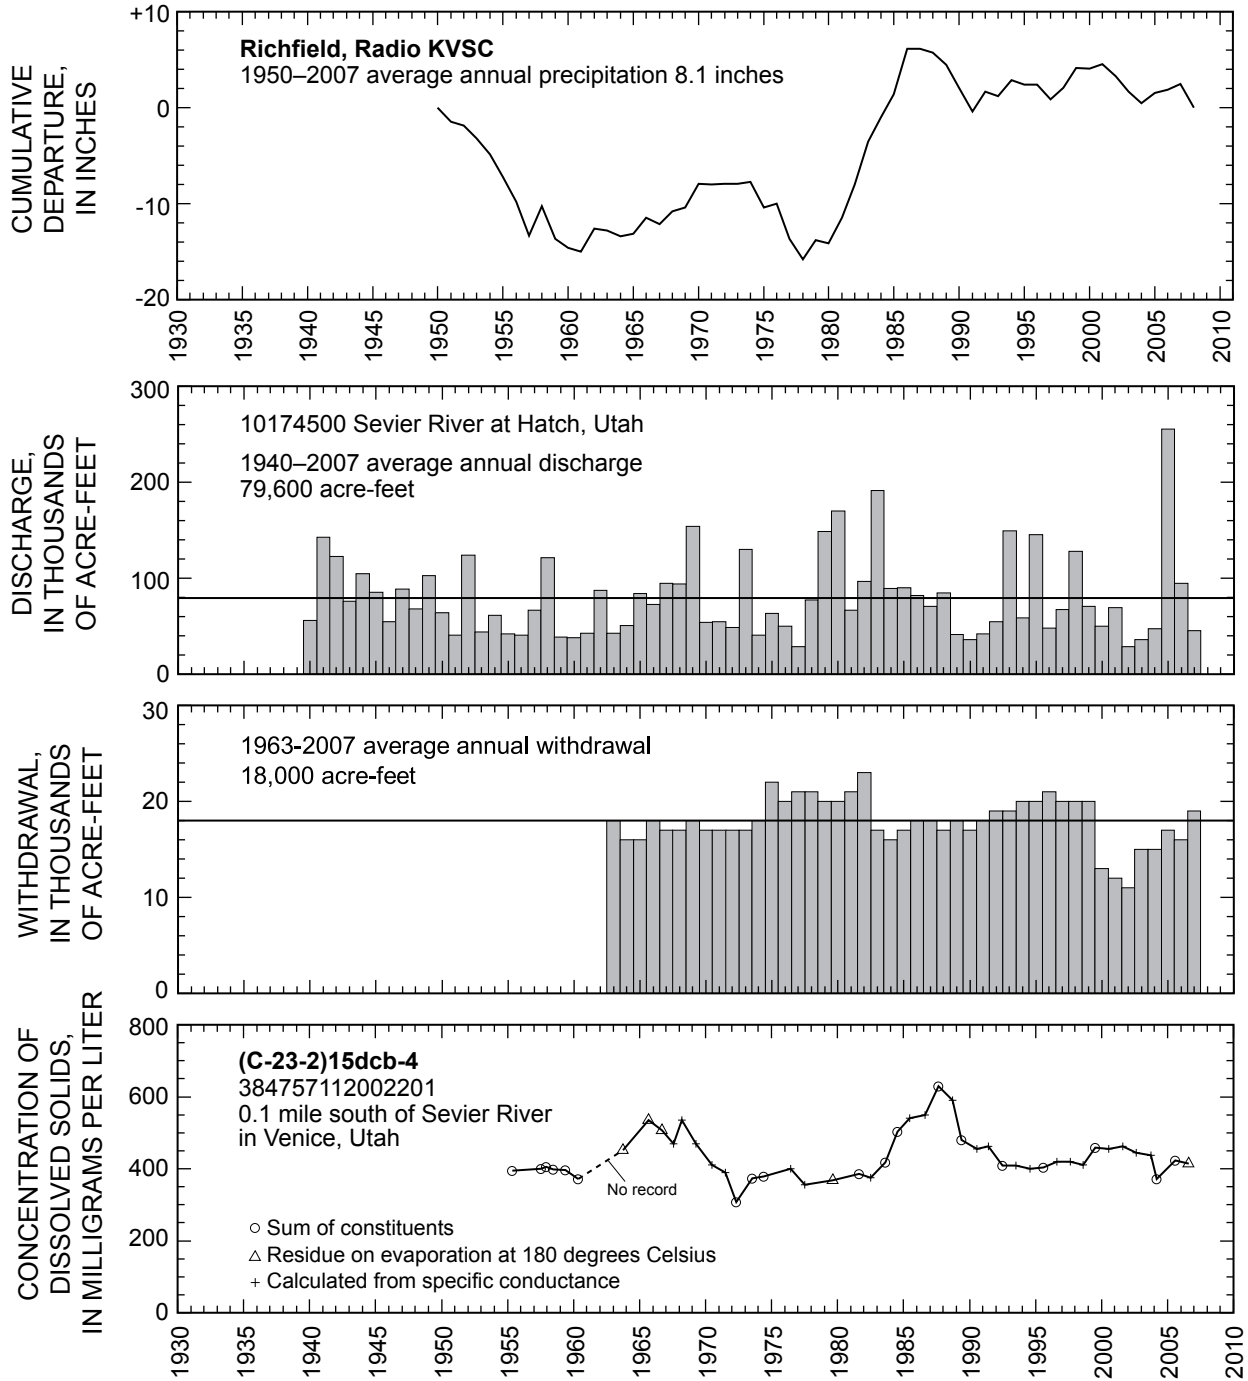 CUMULATIVE
DEPARTURE,
IN INCHES
+10
0
-10
-20
Richfield, Radio KVSC
1950–2007 average annual precipitation 8.1 inches
1930
1935
1940
1945
1950
1955
1960
1965
1970
1975
1980
1985
1990
1995
2000
2005
2010
DISCHARGE,
IN THOUSANDS
OF ACRE-FEET
300
200
100
0
10174500 Sevier River at Hatch, Utah
1940–2007 average annual discharge
79,600 acre-feet
WITHDRAWAL,
IN THOUSANDS
OF ACRE-FEET
30
20
10
0
1963-2007 average annual withdrawal
18,000 acre-feet
CONCENTRATION OF
DISSOLVED SOLIDS,
IN MILLIGRAMS PER LITER
800
600
400
200
0
(C-23-2)15dcb-4
384757112002201
0.1 mile south of Sevier River
in Venice, Utah
No record
Sum of constituents
Residue on evaporation at 180 degrees Celsius
Calculated from specific conductance
1930
1935
1940
1945
1950
1955
1960
1965
1970
1975
1980
1985
1990
1995
2000
2005
2010